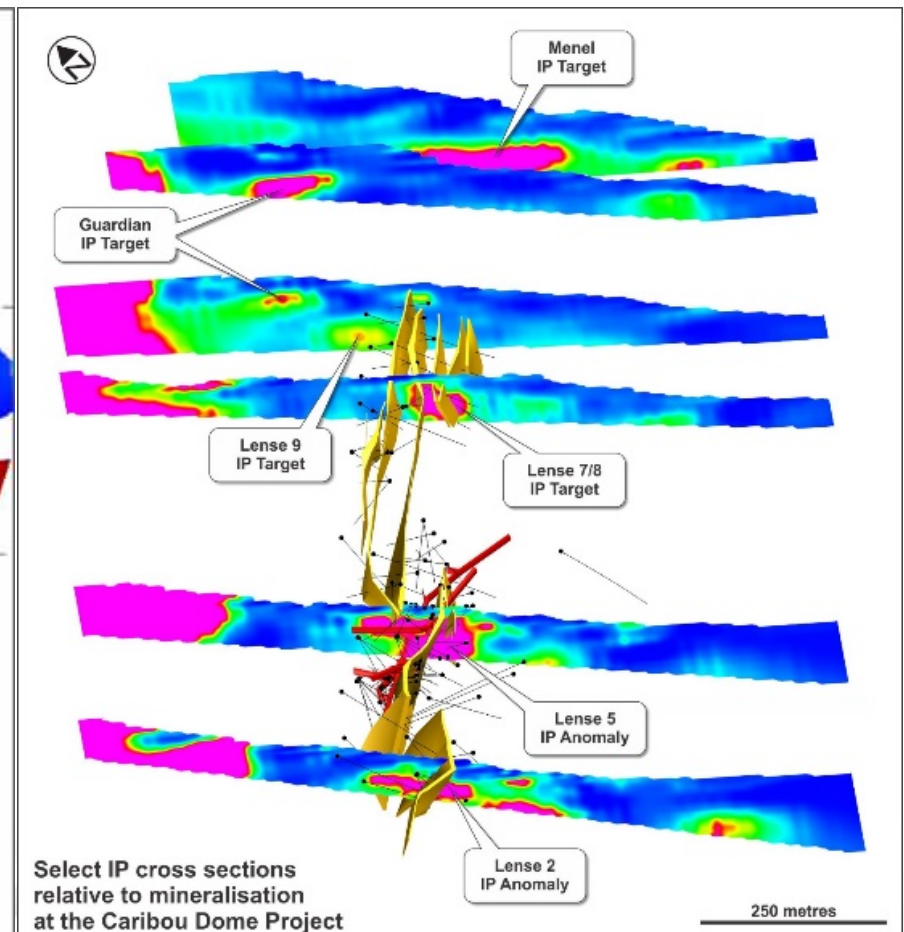 Menel
IP Target
Guardian
IP Target
Lense 9
IP Target
Lense 7/8
IP Target
Lense 5
IP Anomaly
Lense 2
IP Anomaly
Select IP cross sections
relative to mineralisation
at the Caribou Dome Project
250 metres